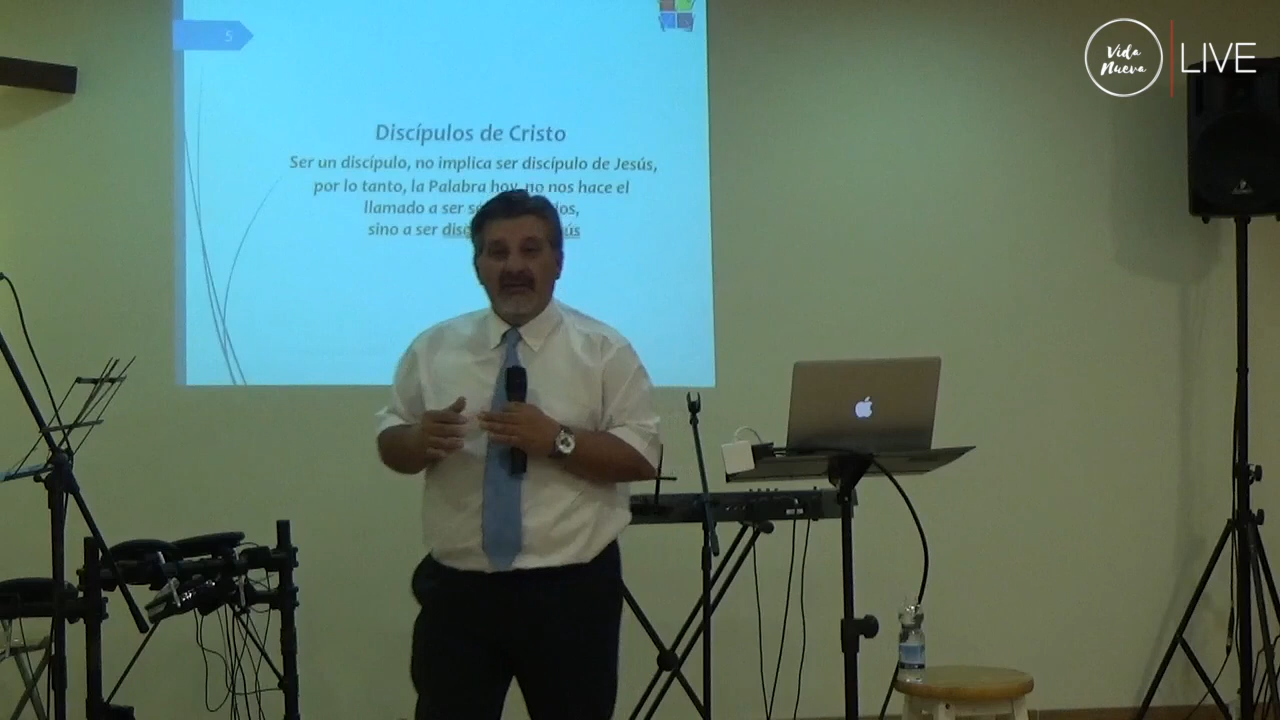 5
Vida
Nueva
LIVE
Discípulos de Cristo
Ser un discípulo, no implica ser discípulo de Jesús,
por lo tanto, la Palabra hoy, no nos hace el
llamado a ser
sino a ser